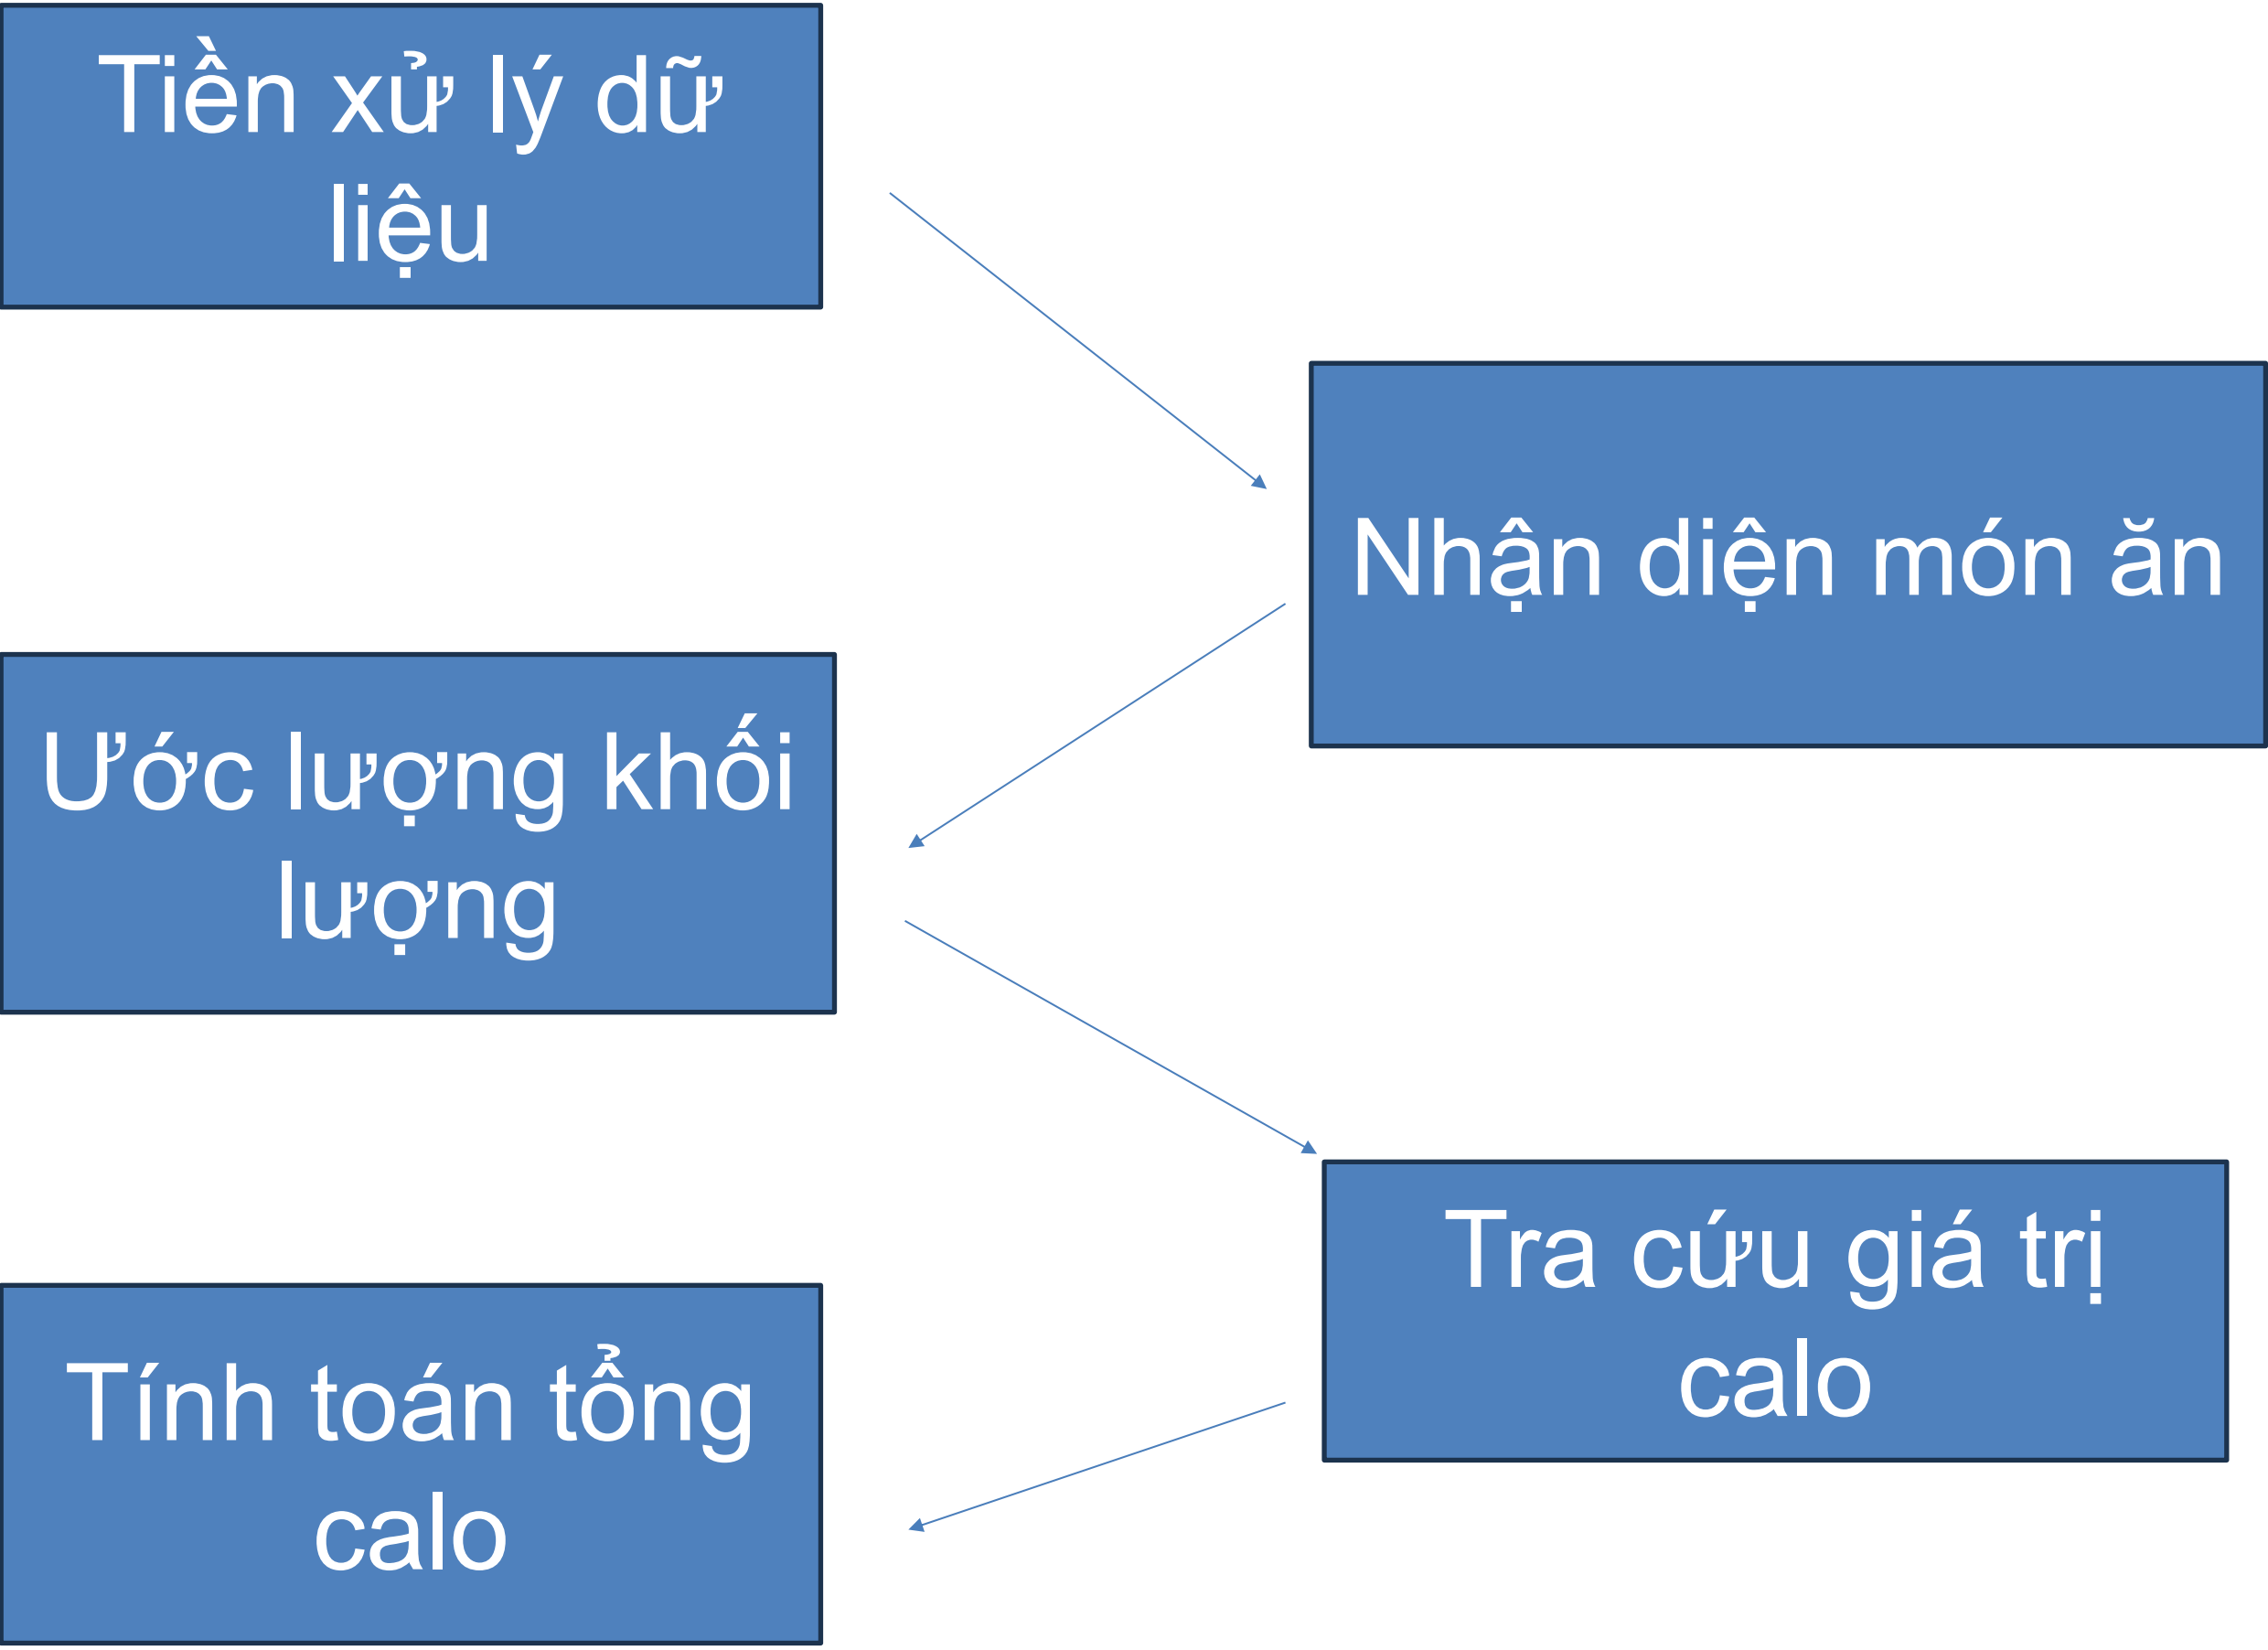 Tiền xử lý dữ
liệu
Nhận diện món ăn
Ước lượng khối
lượng
Tra cứu giá trị
calo
Tính toán tổng
calo